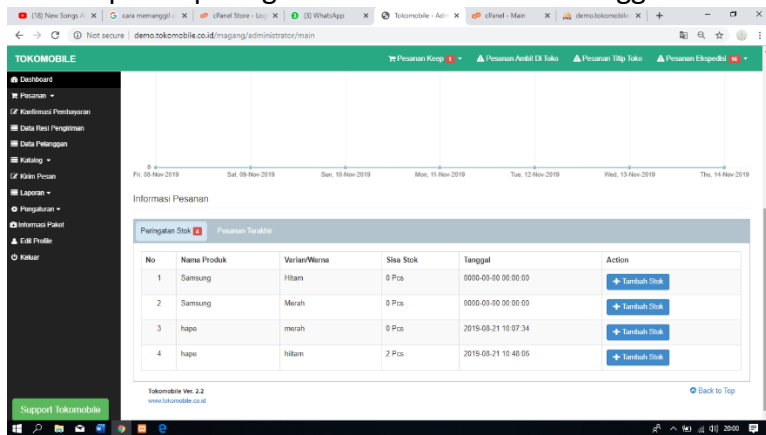 (18) New Songs A
cara memanggil
cPanel Store - Log
(3) WhatsApp
Tokomobile - Adm
cPanel - Main
demo.tokomobile.
Not secure | demo.tokomobile.co.id/magang/administrator/main
TOKOMOBILE
Pesanan Keep 1
Pesanan Ambil Di Toko
Pesanan Titip Toko
Pesanan Ekspedisi
Dashboard
Pesanan
Konfirmasi Pembayaran
Data Resi Pengiriman
Data Pelanggan
Katalog
Kirim Pesan
Laporan
Pengaturan
Informasi Paket
Edit Profile
Keluar
Support Tokomobile
0
Fri, 08-Nov-2019 Sat, 09-Nov-2019 Sun, 10-Nov-2019 Mon, 11-Nov-2019 Tue, 12-Nov-2019 Wed, 13-Nov-2019 Thu, 14-Nov-2019
Informasi Pesanan
Peringatan Stok 4 Pesanan Terakhir
No Nama Produk Varian/Warna Sisa Stok Tanggal Action
1 Samsung Hitam 0 Pcs 0000-00-00 00:00:00 Tambah Stok
2 Samsung Merah 0 Pcs 0000-00-00 00:00:00 Tambah Stok
3 hape merah 0 Pcs 2019-08-21 10:07:34 Tambah Stok
4 hape hiitam 2 Pcs 2019-08-21 10:48:06 Tambah Stok
Tokomobile Ver. 2.2
www.tokomobile.co.id
Back to Top
20:00